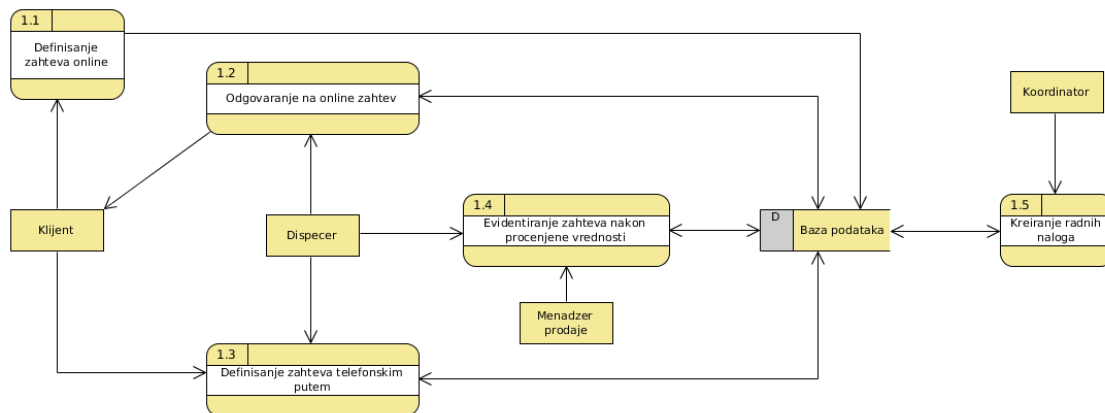 1.1
Definisanje
zahteva online
1.2
Odgovaranje na online zahtev
Koordinator
Klijent
Dispecer
1.4
Evidentiranje zahteva nakon
procenjene vrednosti
D
Baza podataka
1.5
Kreiranje radnih
naloga
Menadzer
prodaje
1.3
Definisanje zahteva telefonskim
putem